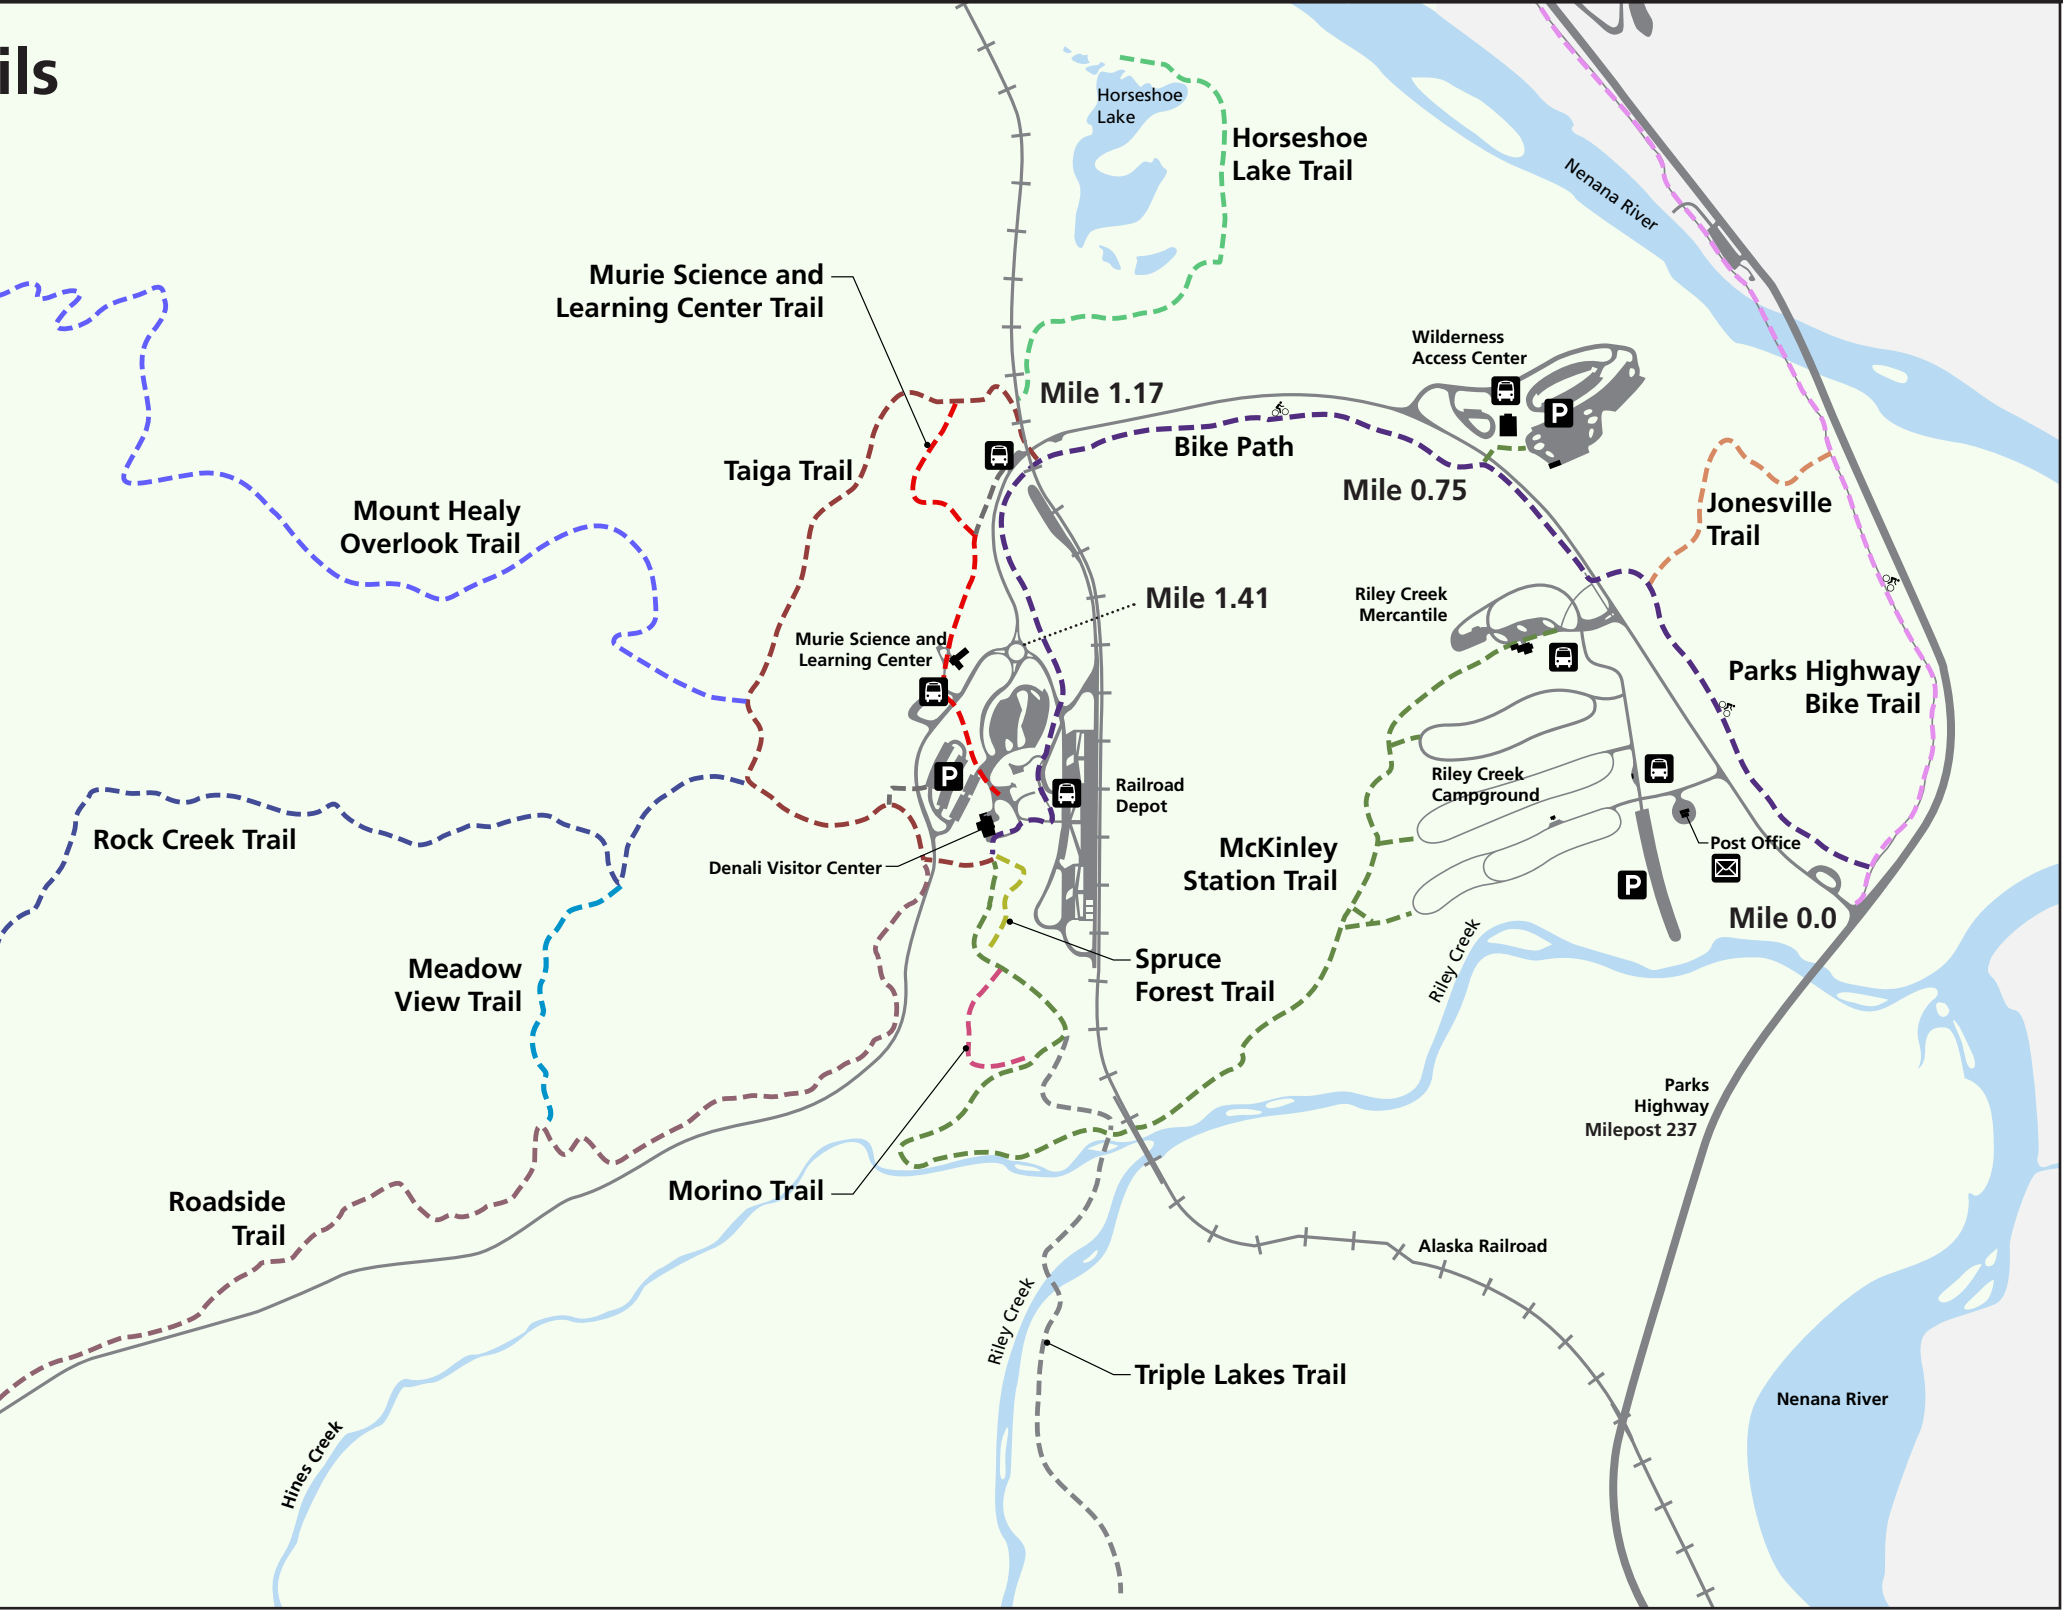 ils
Horseshoe
Lake
Horseshoe
Lake Trail
Nenana River
Murie Science and
Learning Center Trail
Wilderness
Access Center
P
Mile 1.17
Bike Path
Taiga Trail
Mile 0.75
Jonesville
Trail
Mount Healy
Overlook Trail
Mile 1.41
Riley Creek
Mercantile
Murie Science and
Learning Center
Parks Highway
Bike Trail
P
Railroad
Depot
Riley Creek
Campground
Rock Creek Trail
Denali Visitor Center
McKinley
Station Trail
Post Office
P
Mile 0.0
Meadow
View Trail
Spruce
Forest Trail
Riley Creek
Parks
Highway
Milepost 237
Morino Trail
Roadside
Trail
Alaska Railroad
Riley Creek
Triple Lakes Trail
Nenana River
Hines Creek